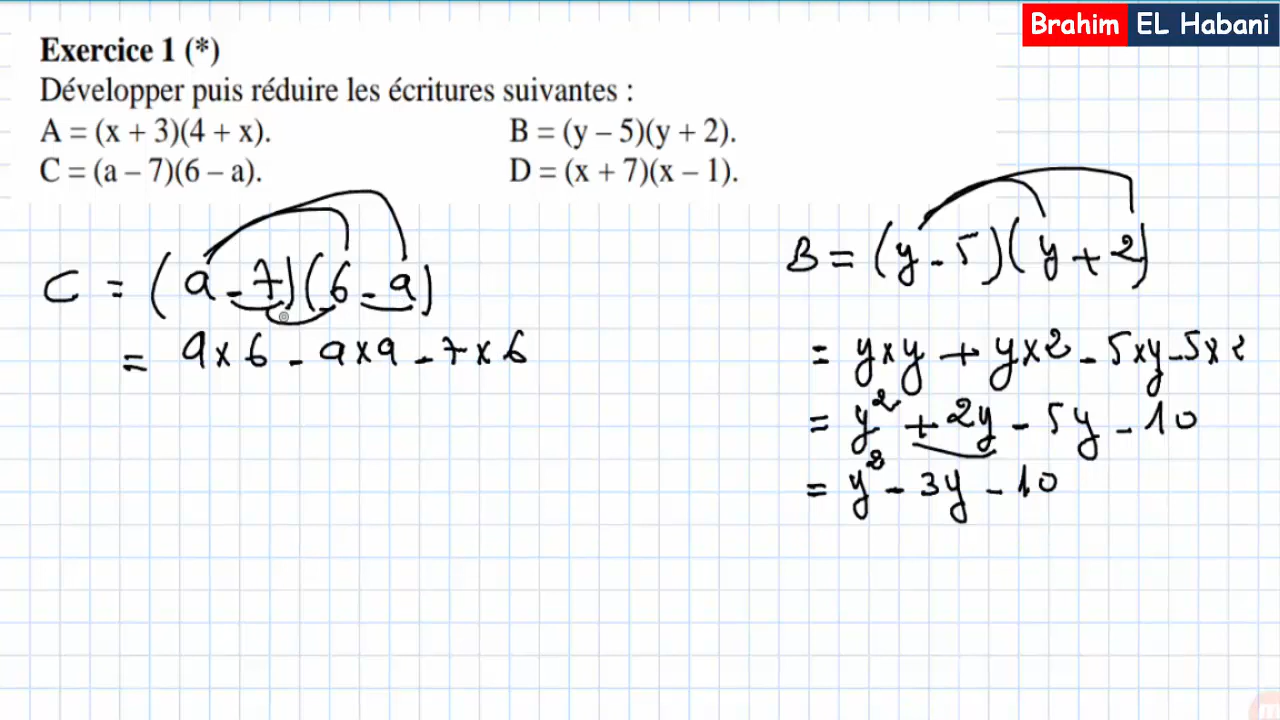 Brahim EL Habani
Exercice 1 (*)
Développer puis réduire les écritures suivantes :
A = (x + 3)(4 + x). B = (y – 5)(y + 2).
C = (a – 7)(6 – a). D = (x + 7)(x – 1).
C = (a - 7)(6 - a)
= a × 6 - a × a - 7 × 6
B = (y - 5)(y + 2)
= y × y + y × 2 - 5 × y - 5 × 2
= y² + 2y - 5y - 10
= y² - 3y - 10